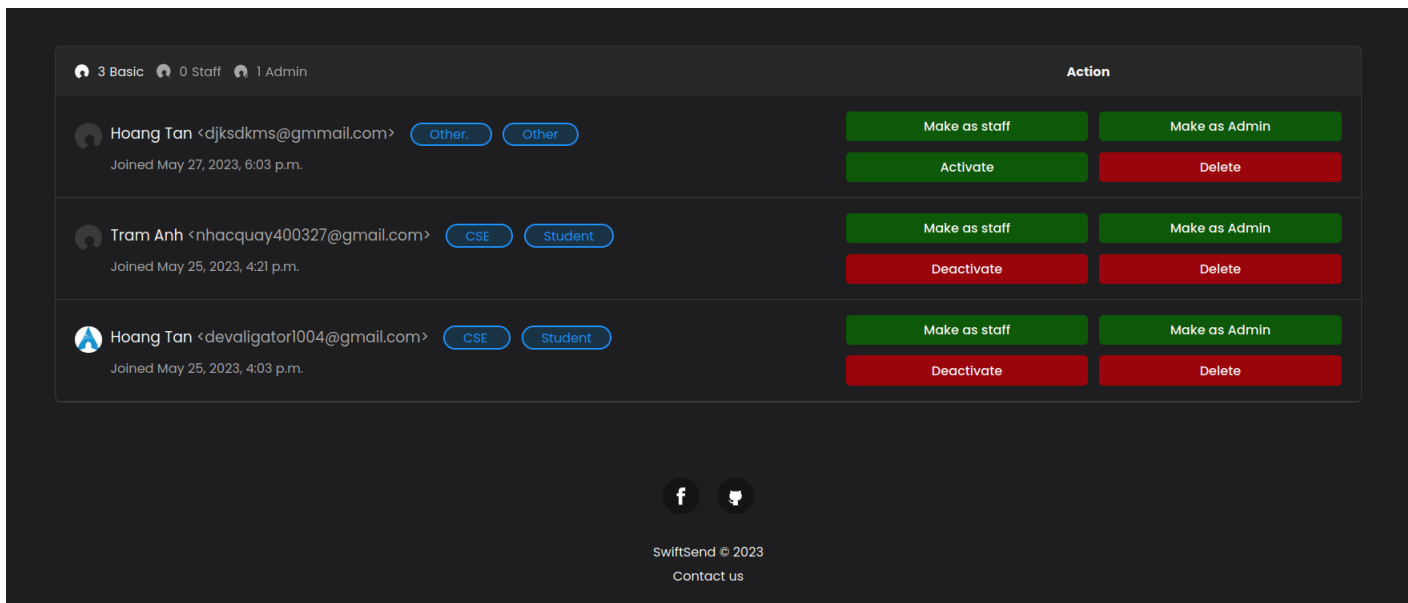 3 Basic 0 Staff 1 Admin Action
Hoang Tan <djksdkms@gmmail.com> Other. Other
Joined May 27, 2023, 6:03 p.m.
Make as staff Make as Admin
Activate Delete
Tram Anh <nhacquay400327@gmail.com> CSE Student
Joined May 25, 2023, 4:21 p.m.
Make as staff Make as Admin
Deactivate Delete
Hoang Tan <devaligator1004@gmail.com> CSE Student
Joined May 25, 2023, 4:03 p.m.
Make as staff Make as Admin
Deactivate Delete
SwiftSend © 2023
Contact us